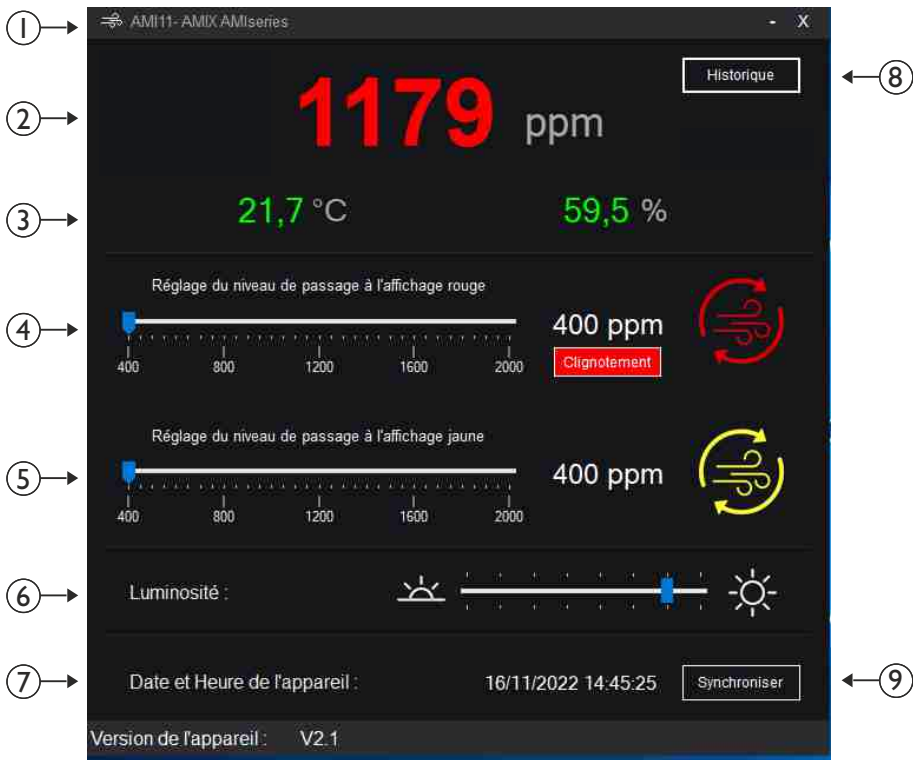 1 AMI11- AMIX AMIseries - X
Historique 8
2 1179 ppm
3 21,7 °C 59,5 %
Réglage du niveau de passage à l'affichage rouge
4 400 ppm
Clignotement
400 800 1200 1600 2000
Réglage du niveau de passage à l'affichage jaune
5 400 ppm
400 800 1200 1600 2000
6 Luminosité :
7 Date et Heure de l'appareil : 16/11/2022 14:45:25 Synchroniser 9
Version de l'appareil : V2.1